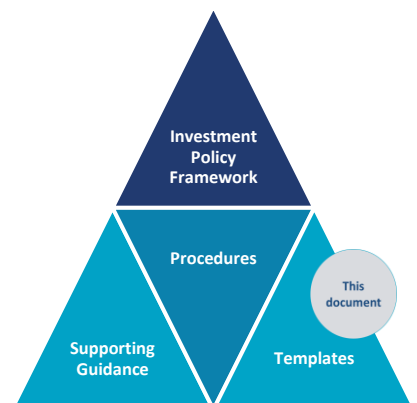 Investment
Policy
Framework
Procedures
This
document
Supporting
Guidance
Templates